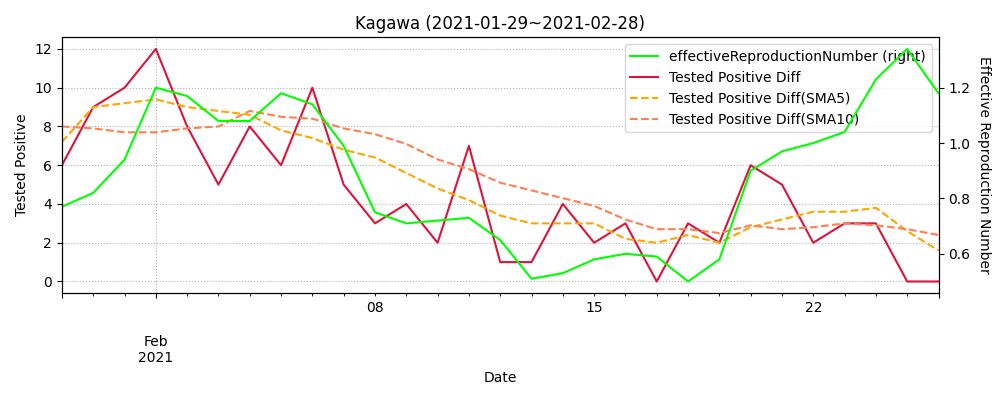 Kagawa (2021-01-29~2021-02-28)
effectiveReproductionNumber (right)
Tested Positive Diff
Tested Positive Diff(SMA5)
Tested Positive Diff(SMA10)
Tested Positive
12
10
8
6
4
2
0
1.2
1.0
0.8
0.6
Effective Reproduction Number
08
15
22
Feb
2021
Date